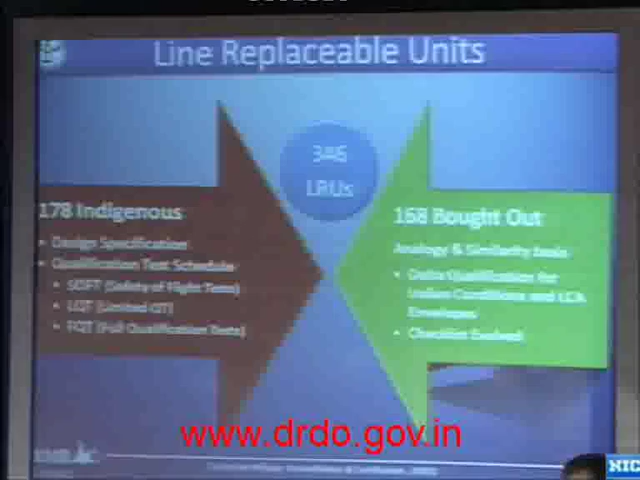 Line Replaceable Units
346
LRUs
178 Indigenous
• Design Specification
• Qualification Test Schedule
• SOFT (Safety of Flight Tests)
• LQT (Limited QT)
• FQT (Full Qualification Tests)
168 Bought Out
Analogy & Similarity basis
• Delta Qualification for
Indian Conditions and LCA
Envelopes
• Checklist Evolved
www.drdo.gov.in
NIC